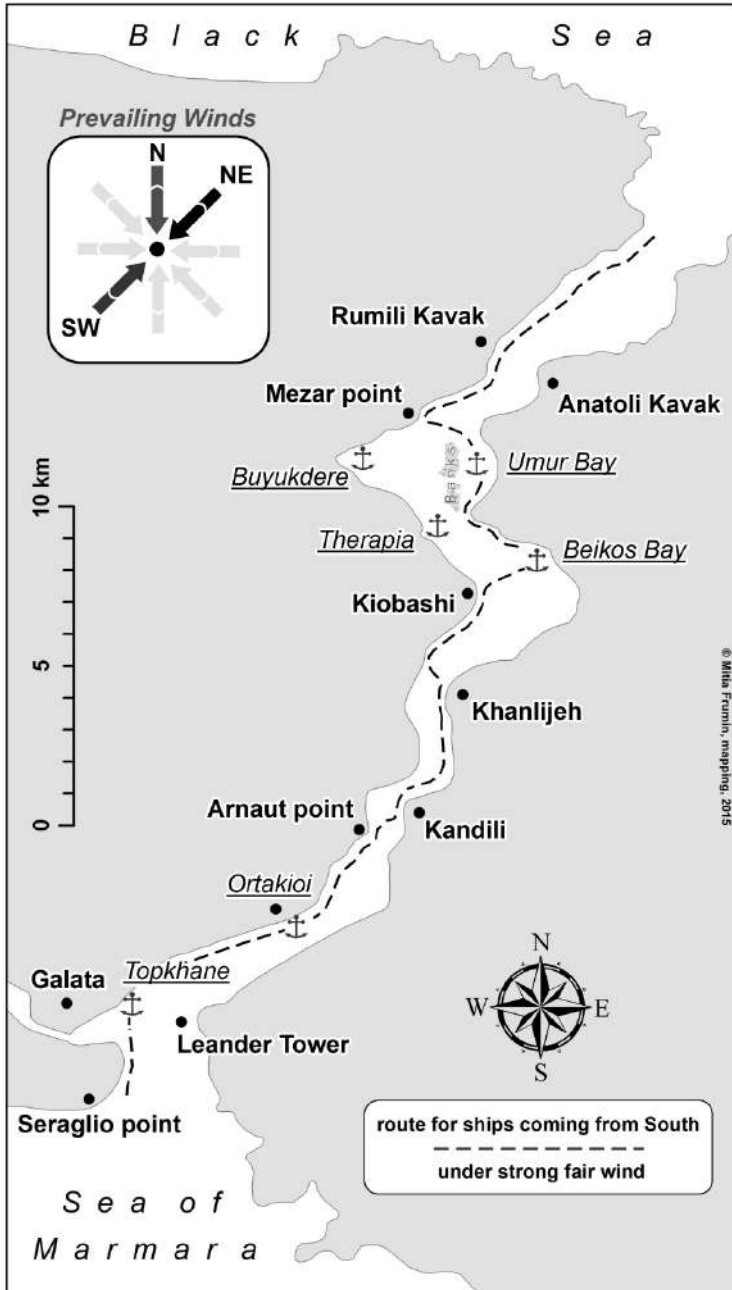 Black Sea
Prevailing Winds
N
NE
SW
Rumili Kavak
Mezar point
Anatoli Kavak
Buyukdere
Banks
Umur Bay
10 km
Therapia
Beikos Bay
Kiobashi
5
Khanlijeh
© Mitia Frumin, mapping, 2015
0
Arnaut point
Kandili
Ortakioi
Topkhane
Galata
Leander Tower
N
W
E
S
Seraglio point
route for ships coming from South
under strong fair wind
Sea of
Marmara